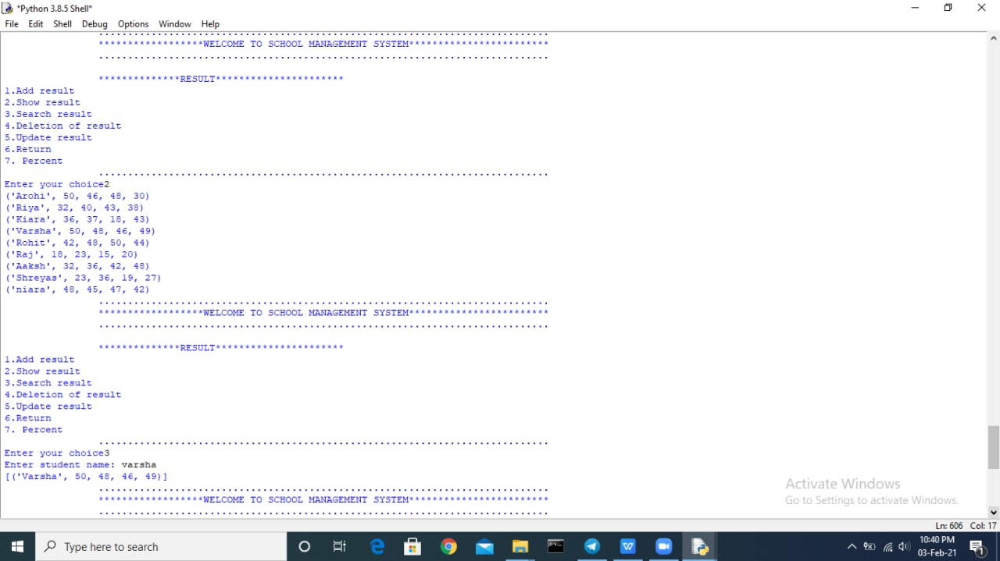 *Python 3.8.5 Shell*
File Edit Shell Debug Options Window Help
.............................................................................
******************WELCOME TO SCHOOL MANAGEMENT SYSTEM************************
.............................................................................
**************RESULT**********************
1.Add result
2.Show result
3.Search result
4.Deletion of result
5.Update result
6.Return
7. Percent
.............................................................................
Enter your choice2
('Arohi', 50, 46, 48, 30)
('Riya', 32, 40, 43, 38)
('Kiara', 36, 37, 18, 43)
('Varsha', 50, 48, 46, 49)
('Rohit', 42, 48, 50, 44)
('Raj', 18, 23, 15, 20)
('Aaksh', 32, 36, 42, 48)
('Shreyas', 23, 36, 19, 27)
('niara', 48, 45, 47, 42)
.............................................................................
******************WELCOME TO SCHOOL MANAGEMENT SYSTEM************************
.............................................................................
**************RESULT**********************
1.Add result
2.Show result
3.Search result
4.Deletion of result
5.Update result
6.Return
7. Percent
.............................................................................
Enter your choice3
Enter student name: varsha
[('Varsha', 50, 48, 46, 49)]
.............................................................................
******************WELCOME TO SCHOOL MANAGEMENT SYSTEM************************
.............................................................................
Activate Windows
Go to Settings to activate Windows.
Ln: 606 Col: 17
Type here to search
10:40 PM
03-Feb-21
1